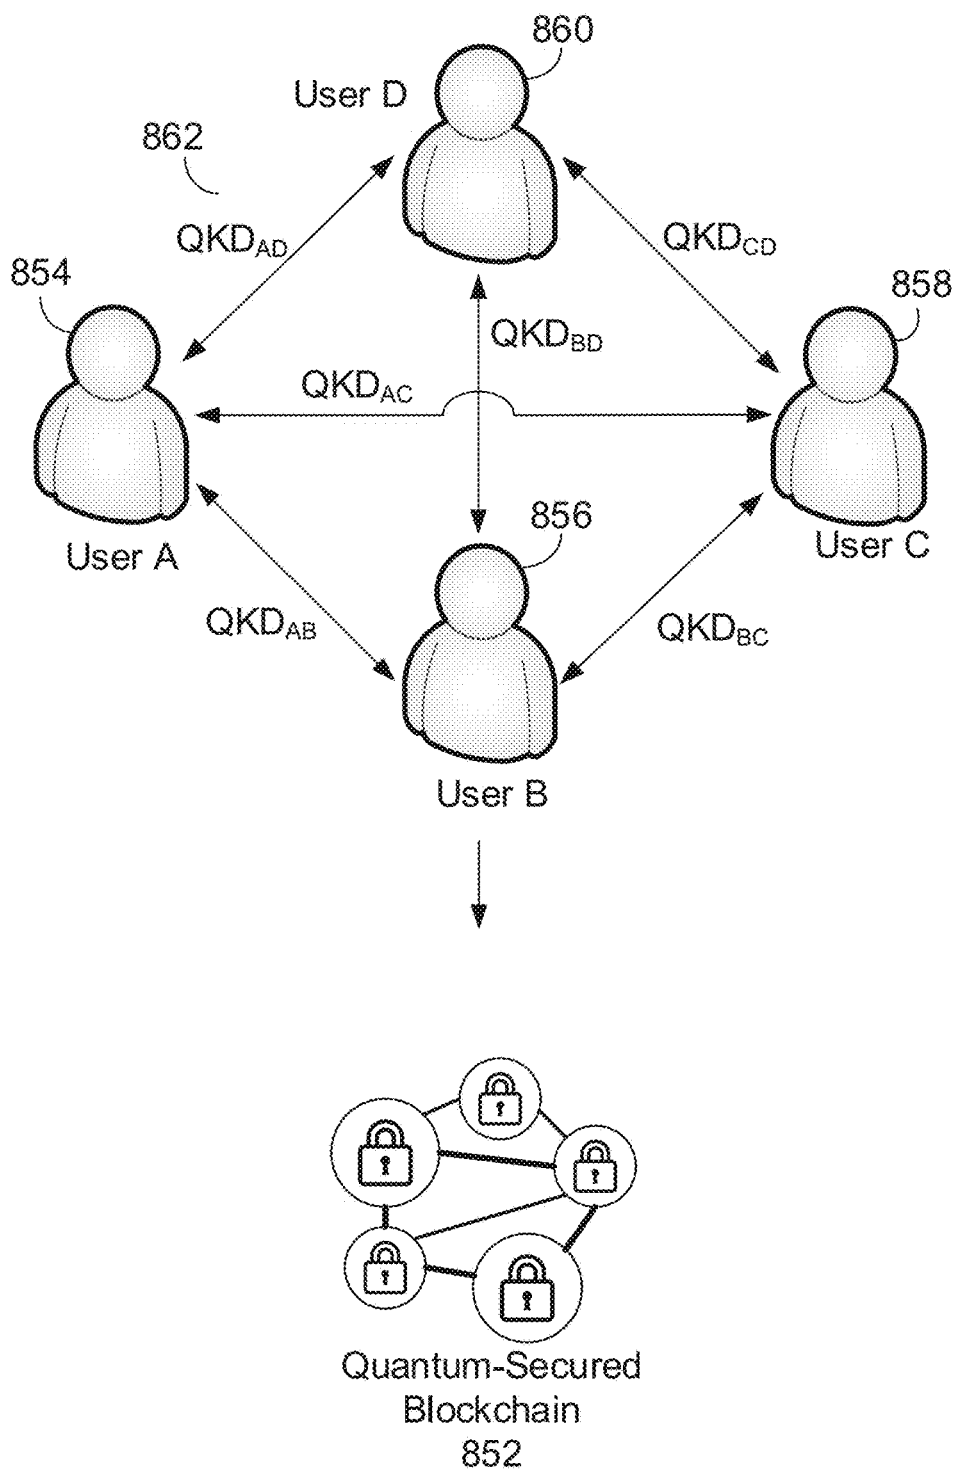 860
User D
862
QKDAD
QKDCD
854
858
QKDBD
QKDAC
856
User A
User C
QKDAB
QKDBC
User B
Quantum-Secured
Blockchain
852